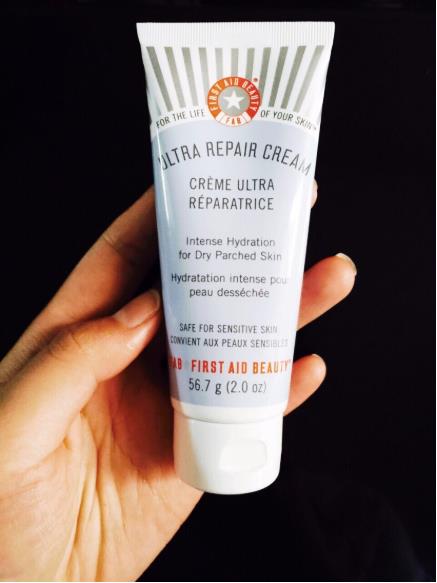 FIRST AID BEAUTY®
FAB
FOR THE LIFE OF YOUR SKIN™
ULTRA REPAIR CREAM
CRÈME ULTRA
RÉPARATRICE
Intense Hydration
for Dry Parched Skin
Hydratation intense pou
peau desséchée
SAFE FOR SENSITIVE SKIN
CONVIENT AUX PEAUX SENSIBLES
FAB FIRST AID BEAUTY®
56.7 g (2.0 oz)